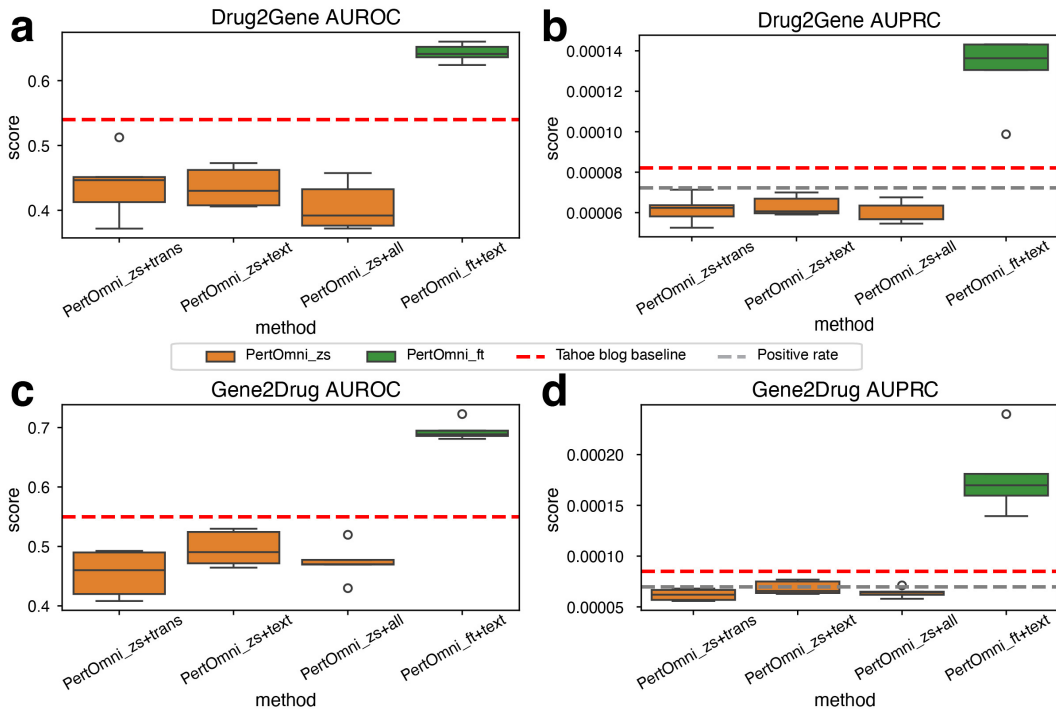 a
Drug2Gene AUROC
score
0.6
0.5
0.4
PertOmni_zs+trans
PertOmni_zs+text
PertOmni_zs+all
PertOmni_ft+text
method
b
Drug2Gene AUPRC
score
0.00014
0.00010
0.00008
0.00006
PertOmni_zs+trans
PertOmni_zs+text
PertOmni_zs+all
PertOmni_ft+text
method
PertOmni_zs
PertOmni_ft
Tahoe blog baseline
Positive rate
c
Gene2Drug AUROC
score
0.7
0.6
0.5
0.4
PertOmni_zs+trans
PertOmni_zs+text
PertOmni_zs+all
PertOmni_ft+text
method
d
Gene2Drug AUPRC
score
0.00020
0.00015
0.00010
0.00005
PertOmni_zs+trans
PertOmni_zs+text
PertOmni_zs+all
PertOmni_ft+text
method